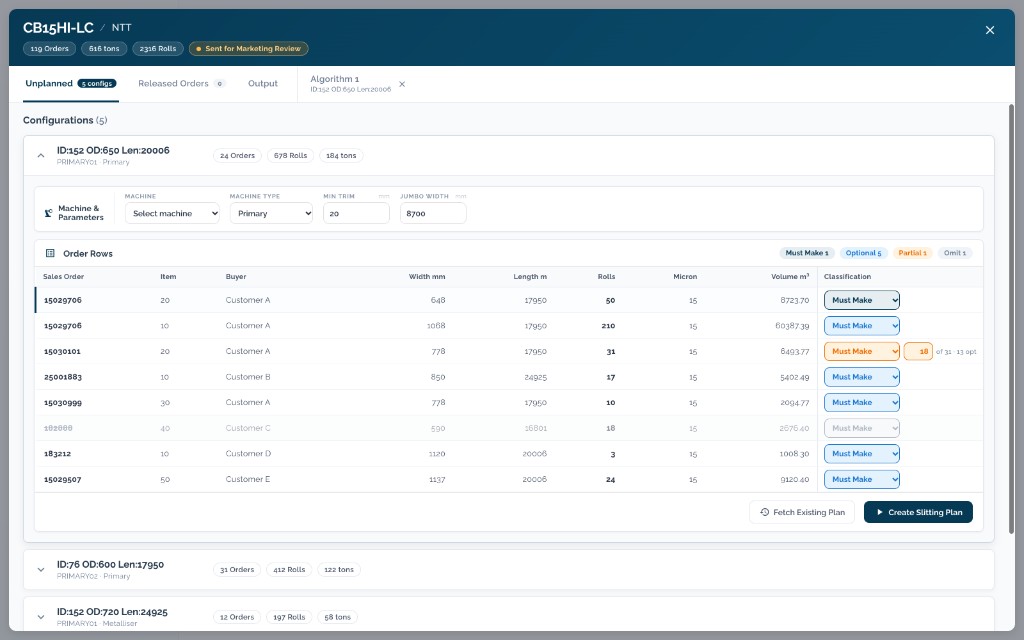 CB15HI-LC / NTT
119 Orders 616 tons 2316 Rolls Sent for Marketing Review
Unplanned 5 configs Released Orders 0 Output Algorithm 1
ID:152 OD:650 Len:20006
Configurations (5)
ID:152 OD:650 Len:20006 24 Orders 678 Rolls 184 tons
PRIMARY01 · Primary
Machine & Parameters
MACHINE MACHINE TYPE MIN TRIM JUMBO WIDTH
Select machine Primary 20 8700
Order Rows Must Make 1 Optional 5 Partial 1 Omit 1
Sales Order Item Buyer Width mm Length m Rolls Micron Volume m³ Classification
15029706 20 Customer A 648 17950 50 15 8723.70 Must Make
15029706 10 Customer A 1068 17950 210 15 60387.39 Must Make
15030101 20 Customer A 778 17950 31 15 6493.77 Must Make 18 of 31 · 13 opt
25001883 10 Customer B 850 24925 17 15 5402.49 Must Make
15030999 30 Customer A 778 17950 10 15 2094.77 Must Make
40 Customer C 590 16801 18 15 2676.40 Must Make
183212 10 Customer D 1120 20006 3 15 1008.30 Must Make
15029507 50 Customer E 1137 20006 24 15 9120.40 Must Make
Fetch Existing Plan Create Slitting Plan
ID:76 OD:600 Len:17950 31 Orders 412 Rolls 122 tons
PRIMARY02 · Primary
ID:152 OD:720 Len:24925 12 Orders 197 Rolls 58 tons
PRIMARY01 · Metalliser